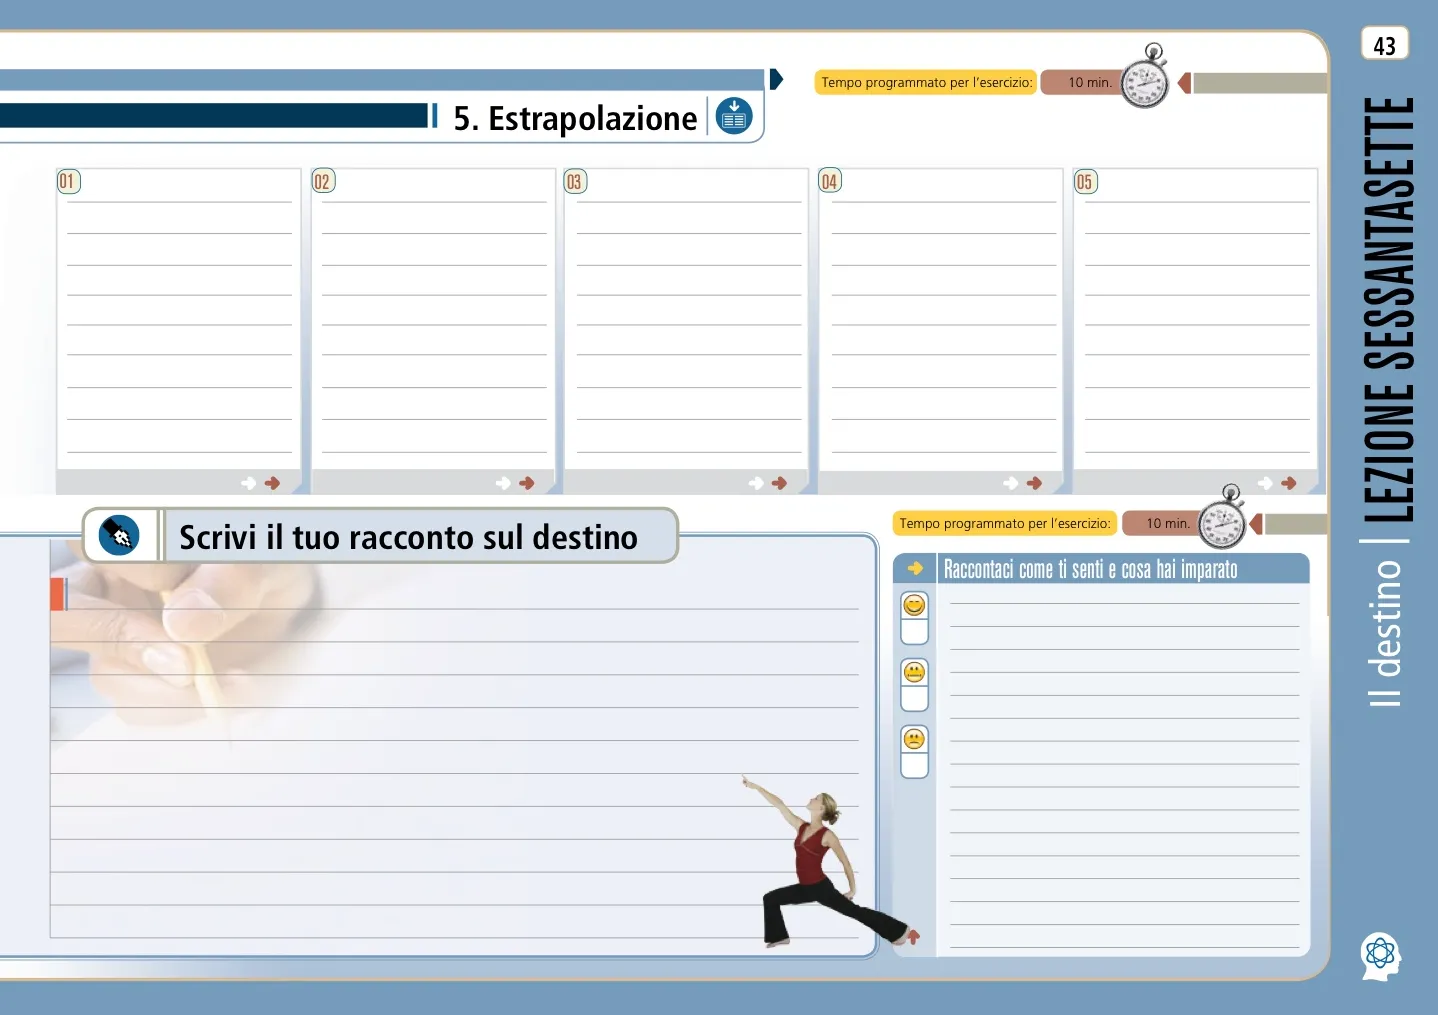 43
Tempo programmato per l'esercizio: 10 min.
5. Estrapolazione
01
02
03
04
05
Scrivi il tuo racconto sul destino
Tempo programmato per l'esercizio: 10 min.
Raccontaci come ti senti e cosa hai imparato
Il destino | LEZIONE SESSANTASETTE